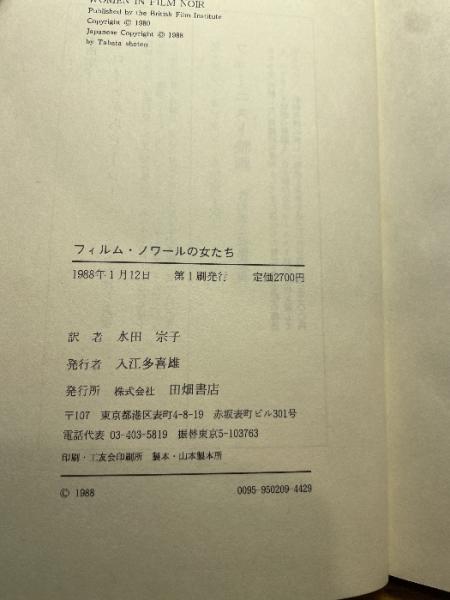 WOMEN IN FILM NOIR
Published by the British Film Institute
Copyright © 1980
Japanese Copyright © 1988
by Tabata shoten
フィルム・ノワールの女たち
1988年1月12日 第1刷発行 定価2700円
訳者 水田宗子
発行者 入江多喜雄
発行所 株式会社 田畑書店
〒107 東京都港区赤坂表町4-8-19 赤坂表町ビル301号
電話代表 03-403-5819 振替東京5-103763
印刷・工友会印刷所 製本・山本製本所
© 1988
0095-950209-4429